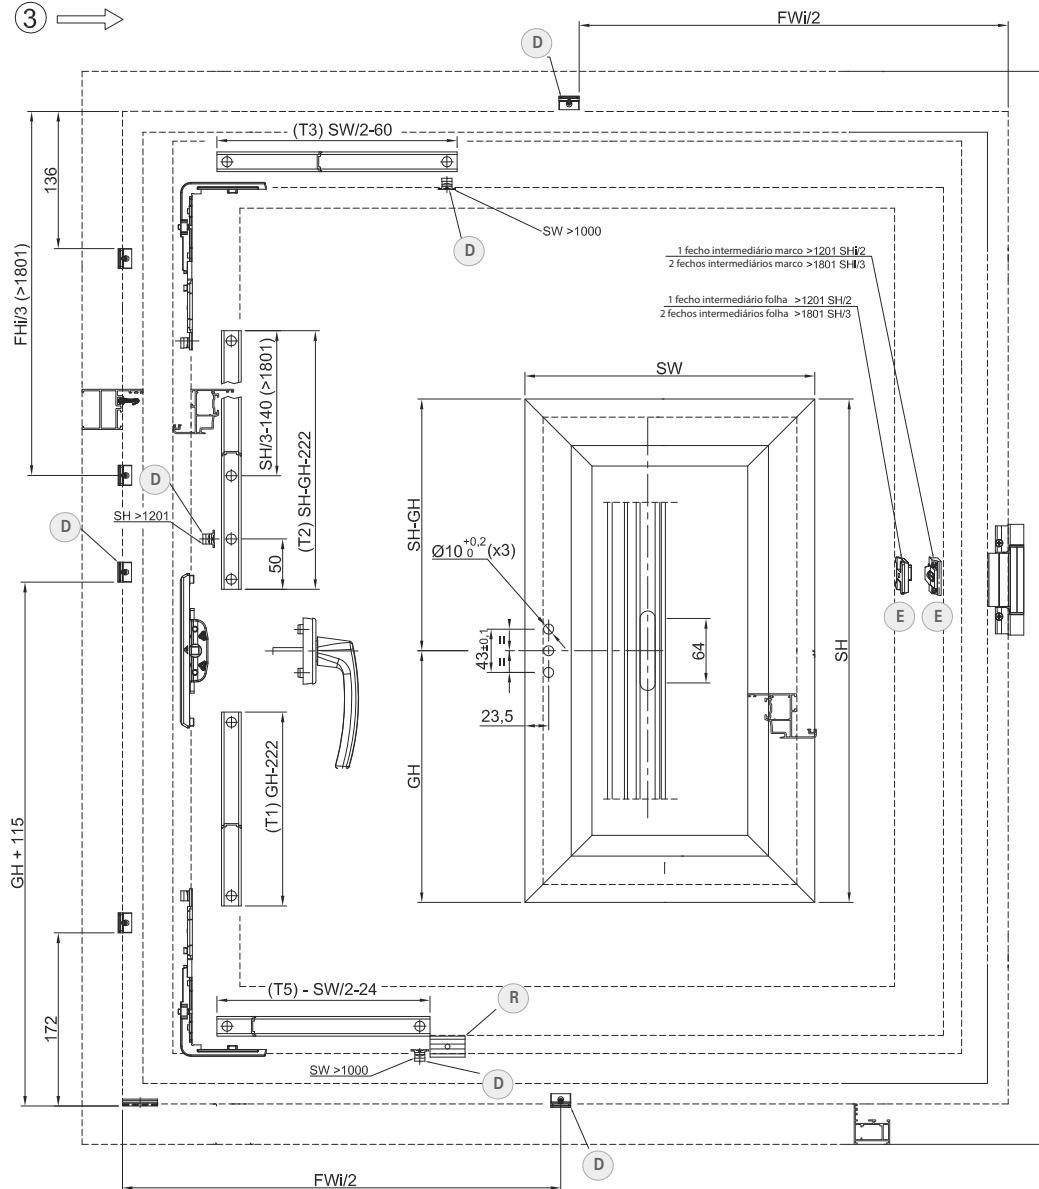 3
FWi/2
D
(T3) SW/2-60
136
D
SW >1000
1 fecho intermediário marco >1201 SHi/2
2 fechos intermediários marco >1801 SHi/3
1 fecho intermediário folha >1201 SH/2
2 fechos intermediários folha >1801 SH/3
FHi/3 (>1801)
SH/3-140 (>1801)
(T2) SH-GH-222
SW
SH-GH
D
SH >1201
D
50
Ø10 +0,2 0 (x3)
43±0,1
=
=
64
SH
E
E
23,5
GH
(T1) GH-222
GH + 115
(T5) - SW/2-24
R
172
SW >1000
D
D
FWi/2